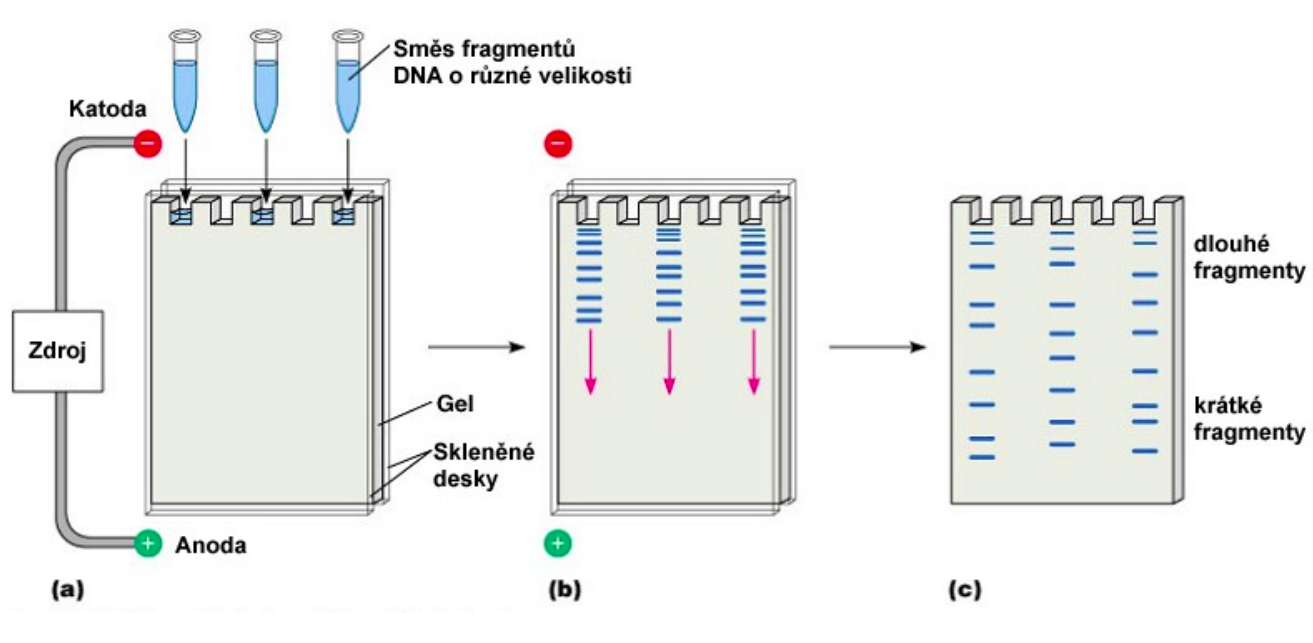 Směs fragmentů
DNA o různé velikosti
Katoda
−
−
Zdroj
Gel
Skleněné
desky
+
Anoda
+
dlouhé
fragmenty
krátké
fragmenty
(a)
(b)
(c)